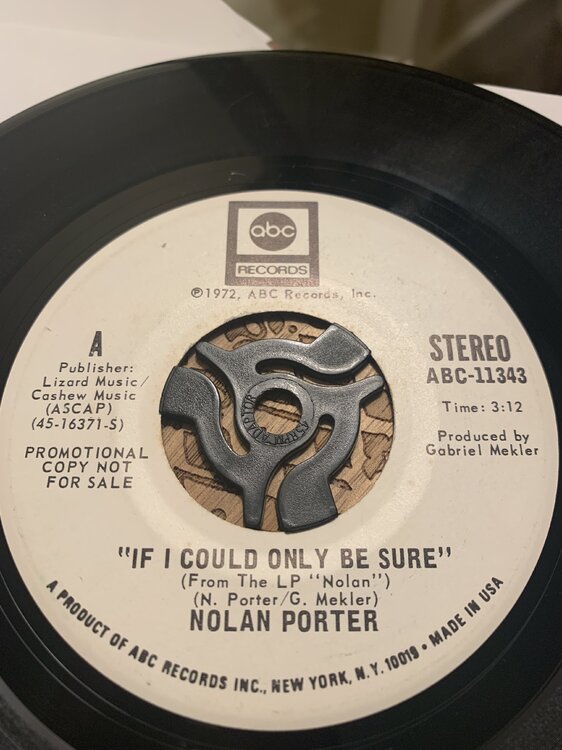 abc
RECORDS
℗1972, ABC Records, Inc.
A
Publisher:
Lizard Music/
Cashew Music
(ASCAP)
(45-16371-S)
PROMOTIONAL
COPY NOT
FOR SALE
STEREO
ABC-11343
Time: 3:12
Produced by
Gabriel Mekler
45RPM ADAPTOR
"IF I COULD ONLY BE SURE"
(From The LP "Nolan")
(N. Porter/G. Mekler)
NOLAN PORTER
A PRODUCT OF ABC RECORDS INC., NEW YORK, N.Y. 10019 • MADE IN USA